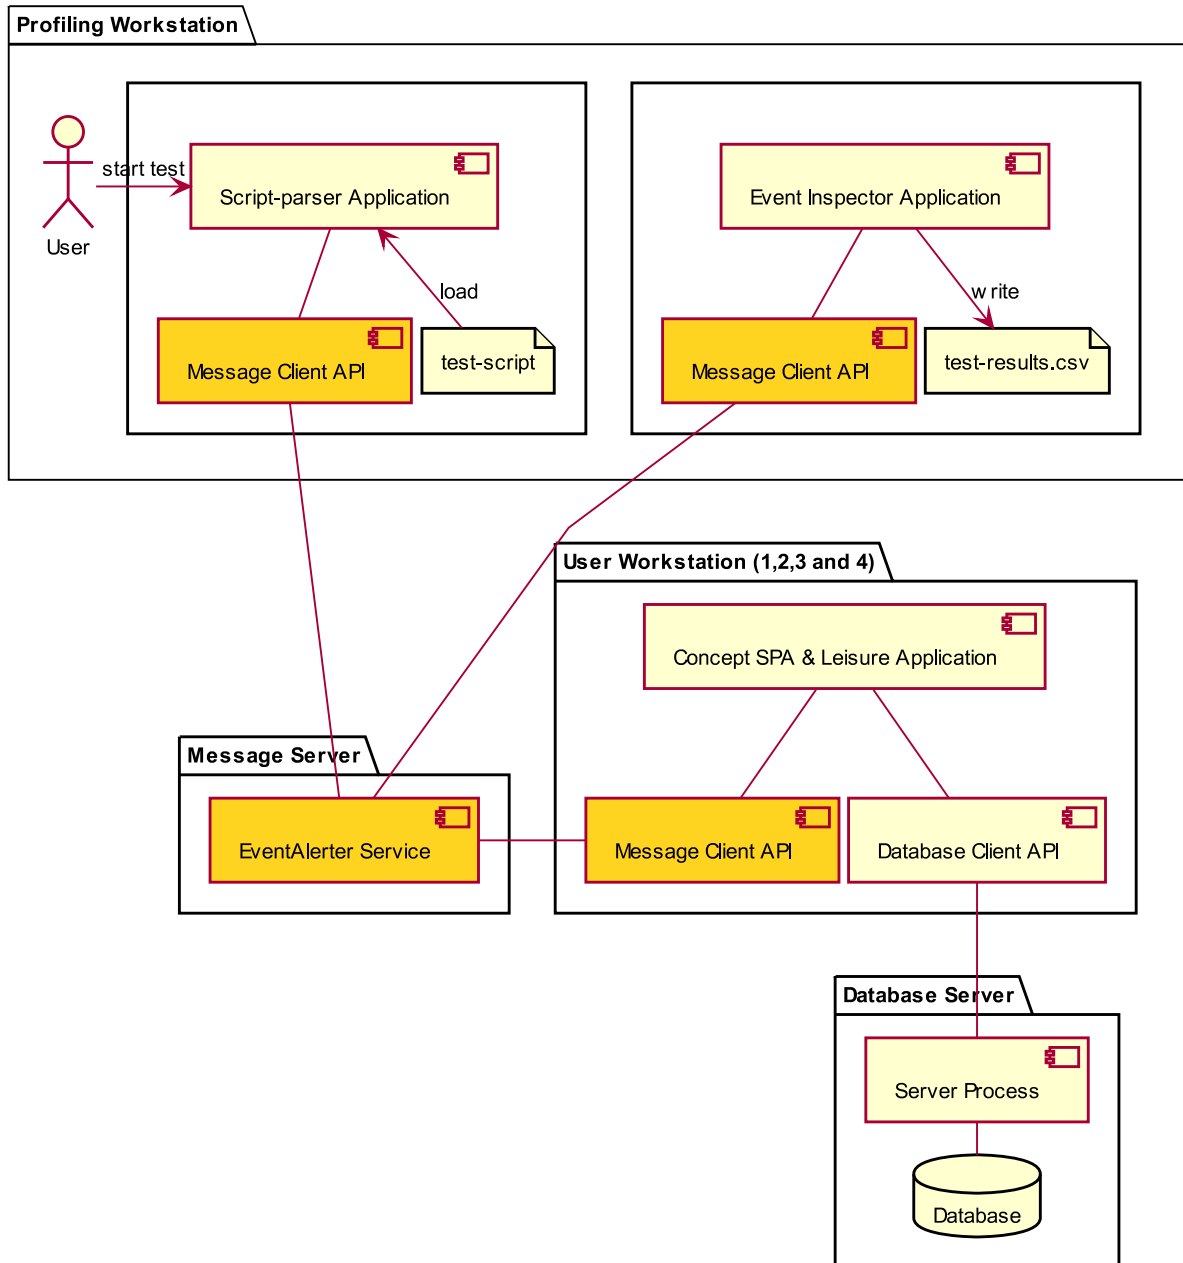 Profiling Workstation
start test
User
Script-parser Application
load
Message Client API
test-script
Event Inspector Application
write
Message Client API
test-results.csv
User Workstation (1,2,3 and 4)
Concept SPA & Leisure Application
Message Server
EventAlerter Service
Message Client API
Database Client API
Database Server
Server Process
Database